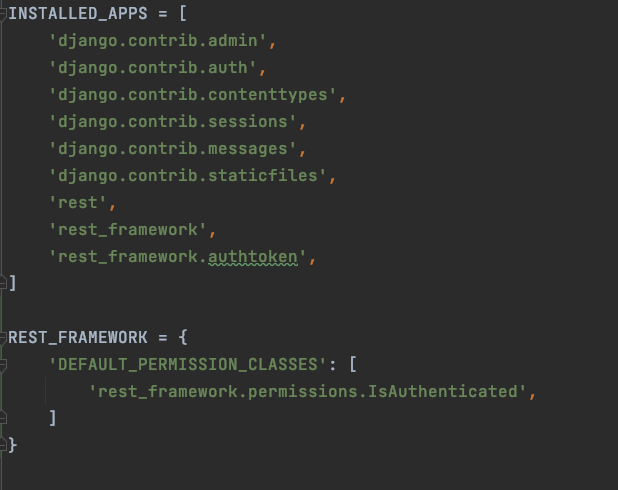 INSTALLED_APPS = [
    'django.contrib.admin',
    'django.contrib.auth',
    'django.contrib.contenttypes',
    'django.contrib.sessions',
    'django.contrib.messages',
    'django.contrib.staticfiles',
    'rest',
    'rest_framework',
    'rest_framework.authtoken',
]
REST_FRAMEWORK = {
    'DEFAULT_PERMISSION_CLASSES': [
        'rest_framework.permissions.IsAuthenticated',
    ]
}